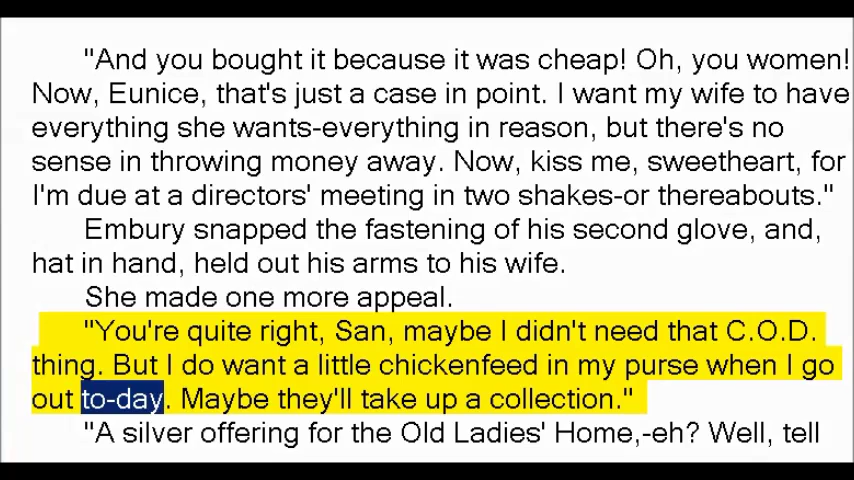 "And you bought it because it was cheap! Oh, you women!
Now, Eunice, that's just a case in point. I want my wife to have
everything she wants-everything in reason, but there's no
sense in throwing money away. Now, kiss me, sweetheart, for
I'm due at a directors' meeting in two shakes-or thereabouts."
Embury snapped the fastening of his second glove, and,
hat in hand, held out his arms to his wife.
She made one more appeal.
"You're quite right, San, maybe I didn't need that C.O.D.
thing. But I do want a little chickenfeed in my purse when I go
out to-day. Maybe they'll take up a collection."
"A silver offering for the Old Ladies' Home,-eh? Well, tell